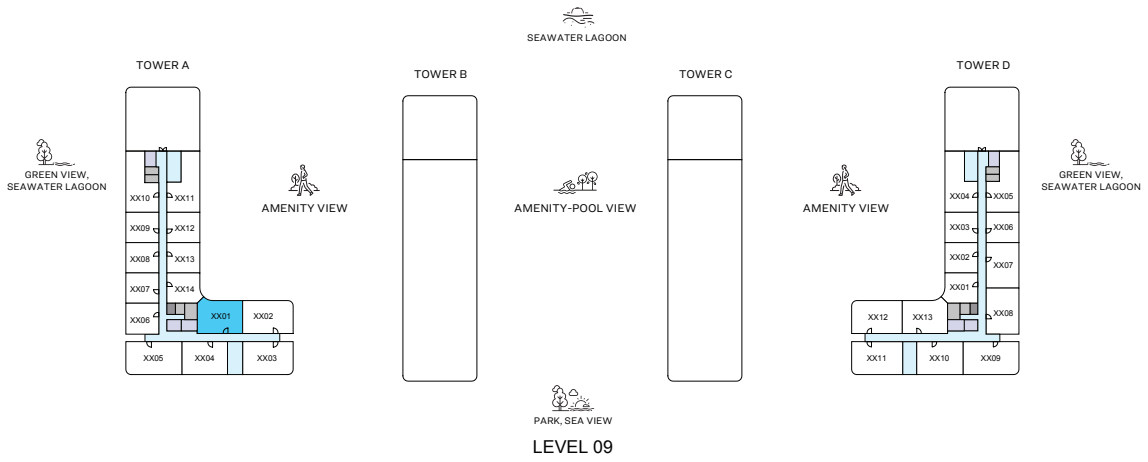 SEAWATER LAGOON
TOWER A
TOWER B
TOWER C
TOWER D
GREEN VIEW,
SEAWATER LAGOON
AMENITY VIEW
AMENITY-POOL VIEW
AMENITY VIEW
GREEN VIEW,
SEAWATER LAGOON
XX10 XX11
XX09 XX12
XX08 XX13
XX07 XX14
XX06 XX01 XX02
XX05 XX04 XX03
XX04 XX05
XX03 XX06
XX02 XX07
XX01
XX12 XX13 XX08
XX11 XX10 XX09
PARK, SEA VIEW
LEVEL 09